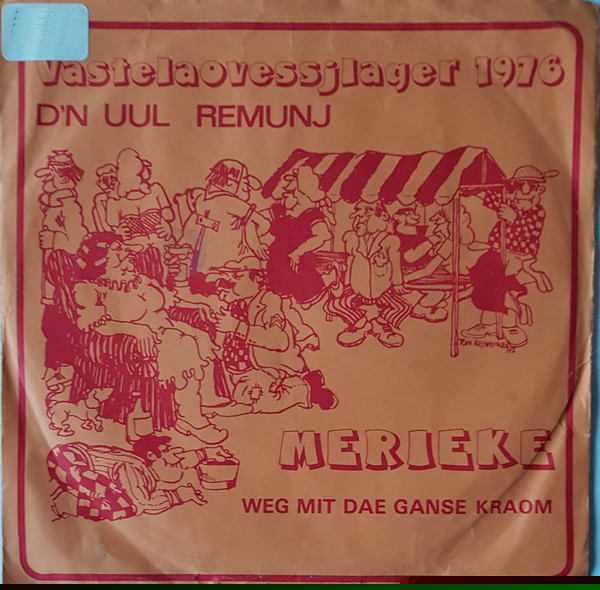 Vastelaovessjlager 1976
D'N UUL REMUNJ
MERIEKE
WEG MIT DAE GANSE KRAOM